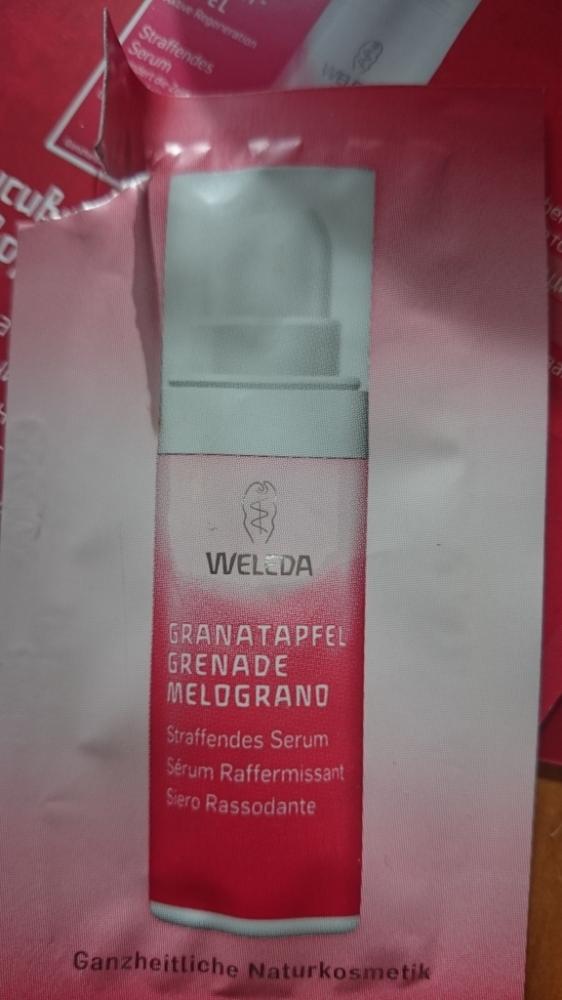 Straffendes
Serum
WELEDA
GRANATAPFEL
GRENADE
MELOGRANO
Straffendes Serum
Sérum Raffermissant
Siero Rassodante
Ganzheitliche Naturkosmetik